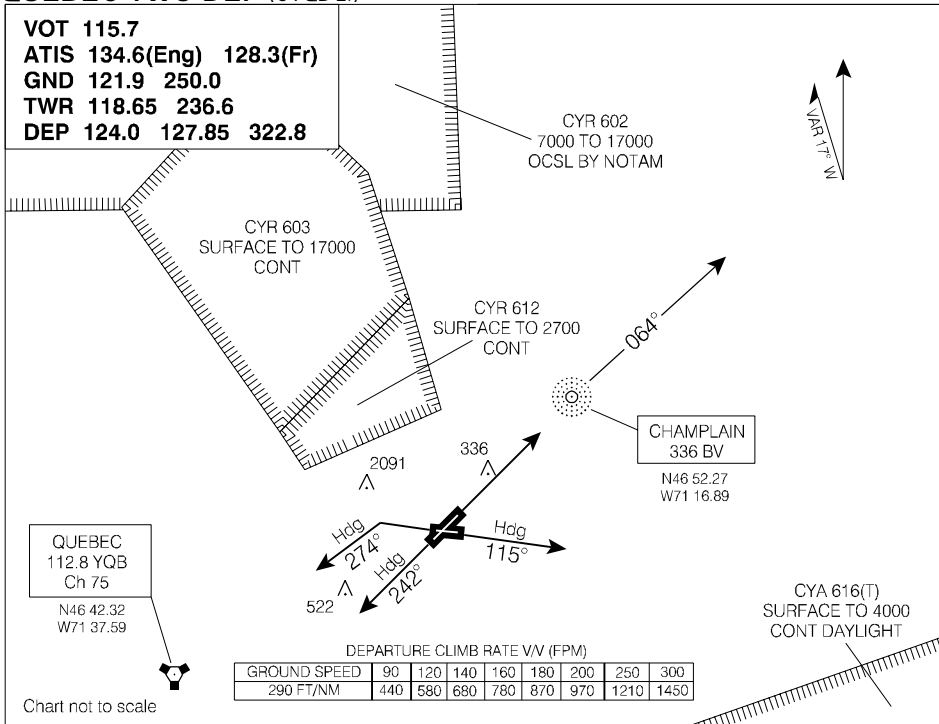 VOT 115.7
ATIS 134.6(Eng) 128.3(Fr)
GND 121.9 250.0
TWR 118.65 236.6
DEP 124.0 127.85 322.8
CYR 602
7000 TO 17000
OCSL BY NOTAM
VAR 17° W
CYR 603
SURFACE TO 17000
CONT
CYR 612
SURFACE TO 2700
CONT
064°
CHAMPLAIN
336 BV
N46 52.27
W71 16.89
2091
336
Hdg
274°
Hdg
242°
Hdg
115°
522
QUEBEC
112.8 YQB
Ch 75
N46 42.32
W71 37.59
CYA 616(T)
SURFACE TO 4000
CONT DAYLIGHT
DEPARTURE CLIMB RATE V/V (FPM)
GROUND SPEED 90 120 140 160 180 200 250 300
290 FT/NM 440 580 680 780 870 970 1210 1450
Chart not to scale